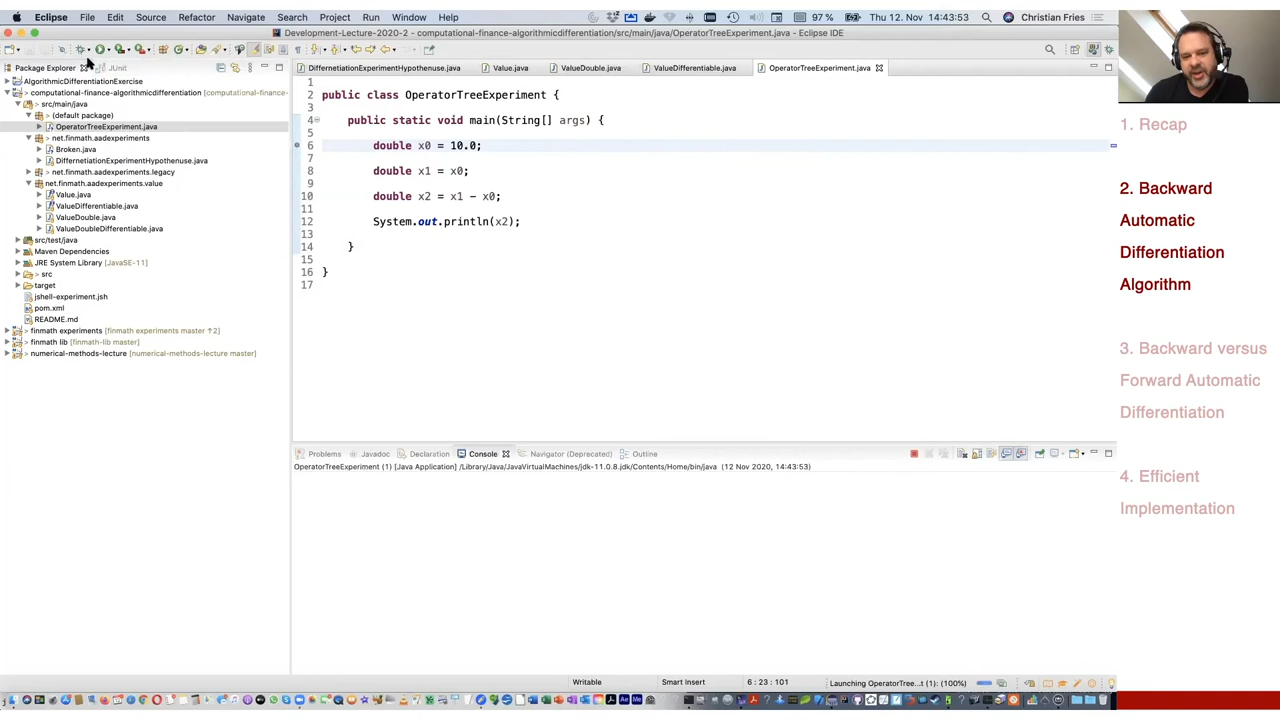 Eclipse File Edit Source Refactor Navigate Search Project Run Window Help 97 % Thu 12. Nov 14:43:53 Christian Fries
Development-Lecture-2020-2 - computational-finance-algorithmicdifferentiation/src/main/java/OperatorTreeExperiment.java - Eclipse IDE
Package Explorer JUnit
AlgorithmicDifferentiationExercise
> computational-finance-algorithmicdifferentiation (computational-finance-
> src/main/java
> (default package)
OperatorTreeExperiment.java
> net.finmath.aadexperiments
Broken.java
DiffernetiationExperimentHypothenuse.java
> net.finmath.aadexperiments.legacy
net.finmath.aadexperiments.value
Value.java
ValueDifferentiable.java
ValueDouble.java
ValueDoubleDifferentiable.java
src/test/java
Maven Dependencies
JRE System Library [JavaSE-11]
> src
target
jshell-experiment.jsh
pom.xml
README.md
> finmath experiments [finmath experiments master ↑2]
finmath lib [finmath-lib master]
> numerical-methods-lecture [numerical-methods-lecture master]
DiffernetiationExperimentHypothenuse.java Value.java ValueDouble.java ValueDifferentiable.java OperatorTreeExperiment.java
1
2 public class OperatorTreeExperiment {
3
4 public static void main(String[] args) {
5
6 double x0 = 10.0;
7
8 double x1 = x0;
9
10 double x2 = x1 - x0;
11
12 System.out.println(x2);
13
14 }
15
16 }
17
Problems Javadoc Declaration Console Navigator (Deprecated) Outline
OperatorTreeExperiment (1) [Java Application] /Library/Java/JavaVirtualMachines/jdk-11.0.8.jdk/Contents/Home/bin/java (12 Nov 2020, 14:43:53)
Writable Smart Insert 6 : 23 : 101 Launching OperatorTree...t (1): (100%)
1. Recap
2. Backward
Automatic
Differentiation
Algorithm
3. Backward versus
Forward Automatic
Differentiation
4. Efficient
Implementation